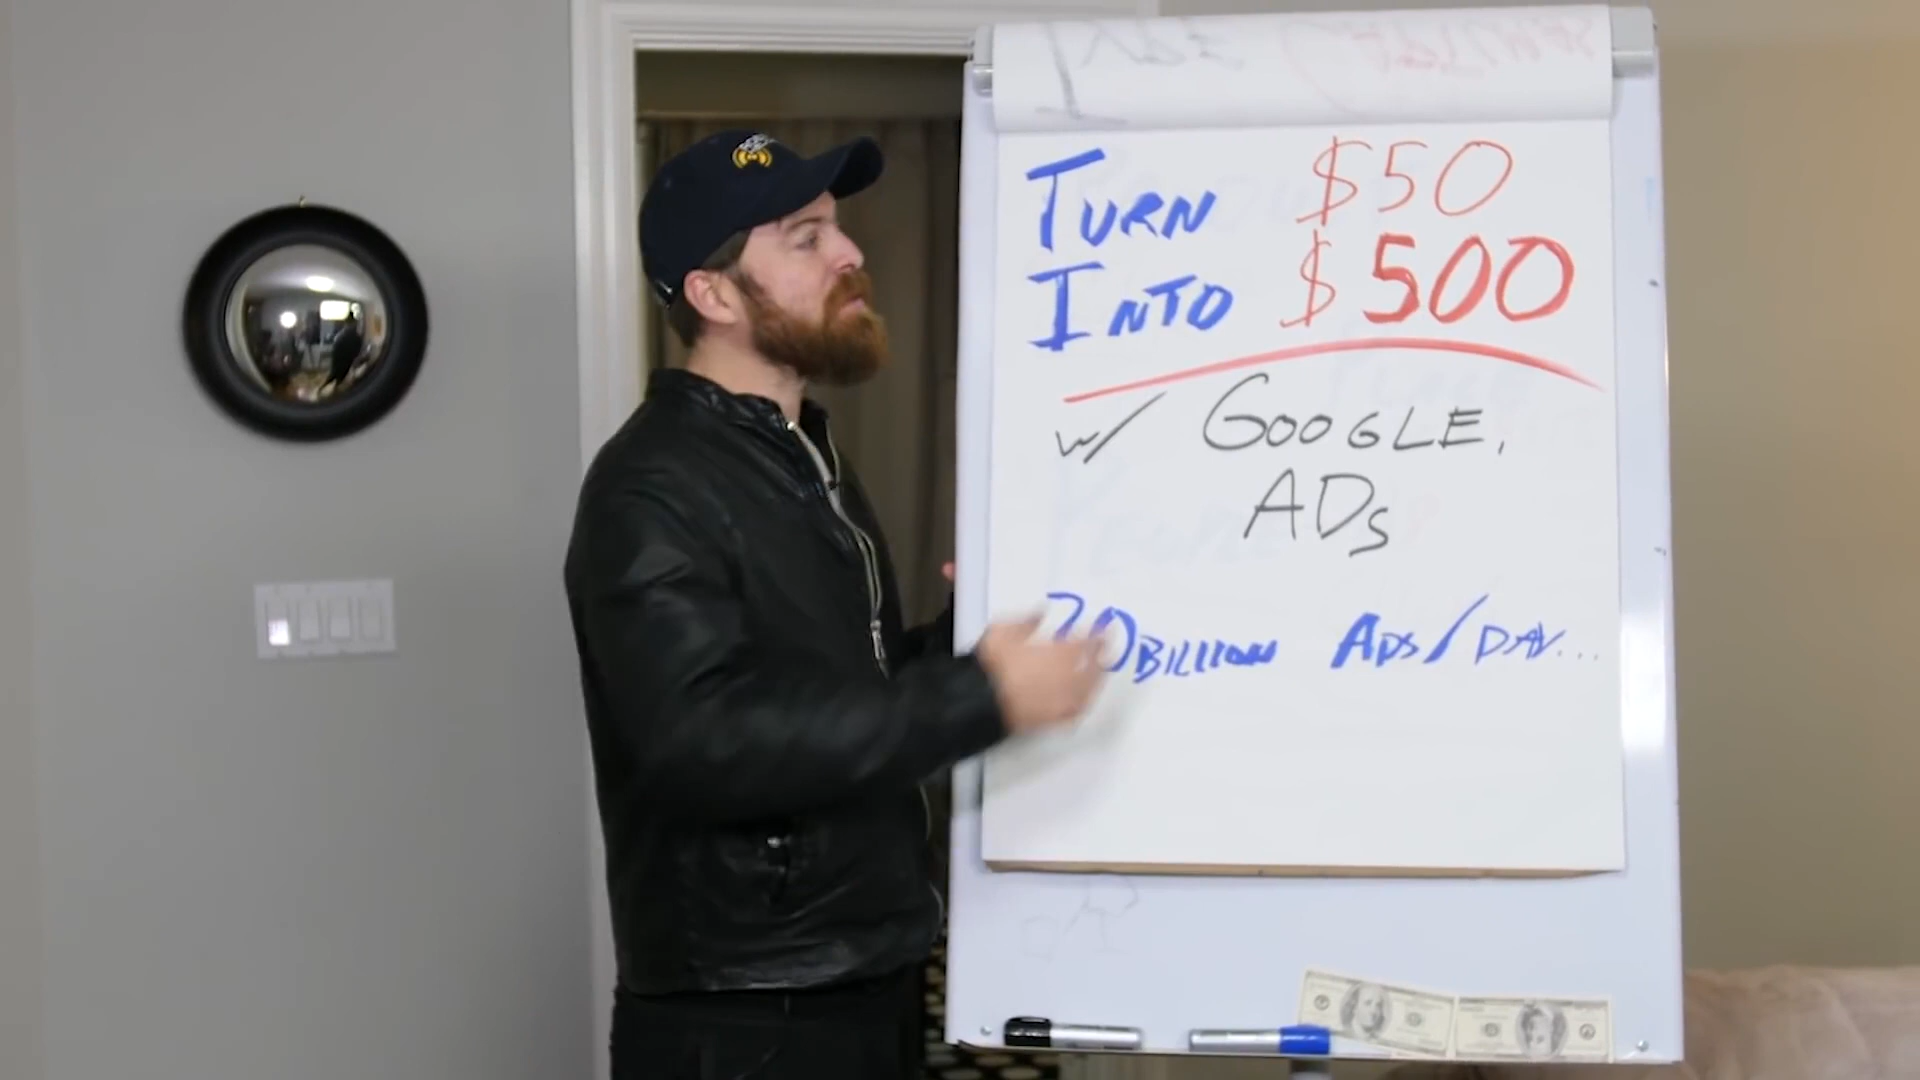 TURN $50
INTO $500
w/ GOOGLE,
ADS
BILLION ADS/DAY...